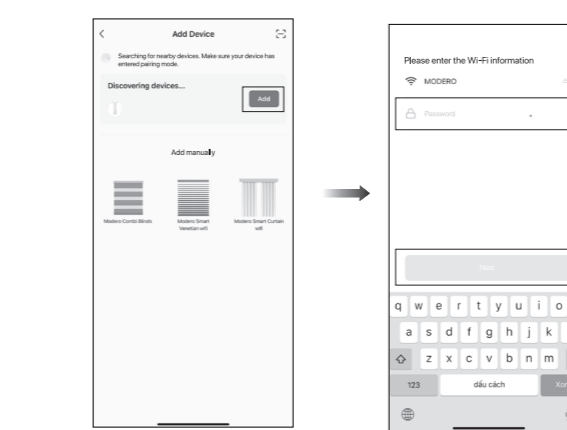 Add Device
Searching for nearby devices. Make sure your device has
entered pairing mode.
Discovering devices...
Add
Add manually
Modero Combi Blinds
Modero Smart
Venetian wifi
Modero Smart Curtain
wifi
Please enter the Wi-Fi information
MODERO
Password
Next
q w e r t y u i o
a s d f g h j k
z x c v b n m
123
dấu cách